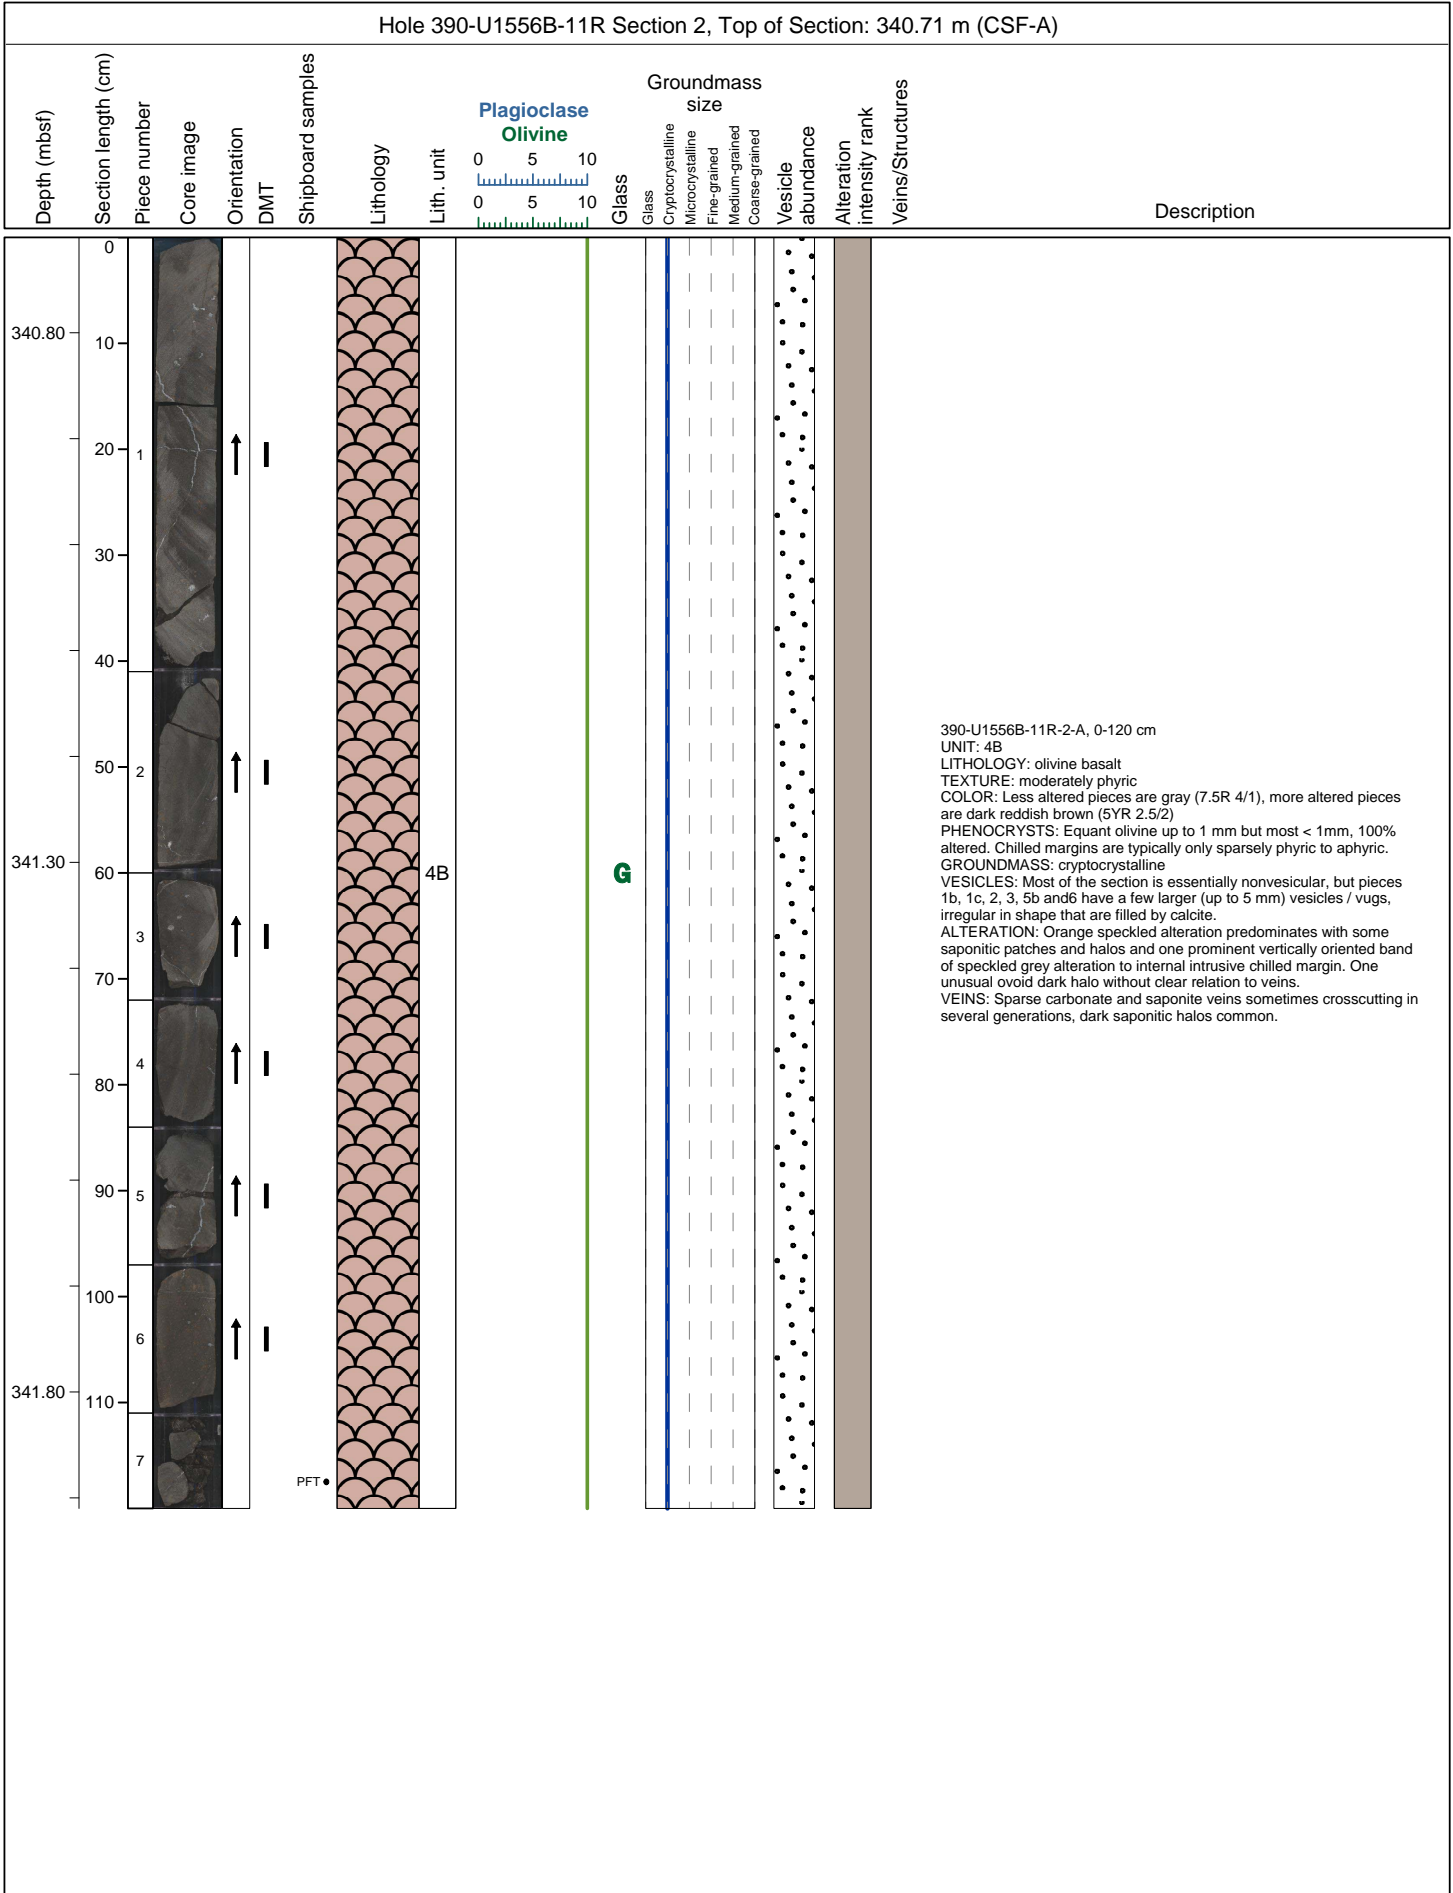 Hole 390-U1556B-11R Section 2, Top of Section: 340.71 m (CSF-A)
Depth (mbsf)
Section length (cm)
Piece number
Core image
Orientation
DMT
Shipboard samples
Lithology
Lith. unit
Plagioclase
Olivine
0 5 10
0 5 10
Glass
Groundmass
size
Glass
Cryptocrystalline
Microcrystalline
Fine-grained
Medium-grained
Coarse-grained
Vesicle
abundance
Alteration
intensity rank
Veins/Structures
Description
0
340.80
10
20
1
30
40
50
2
341.30
60
4B
G
3
70
4
80
90
5
100
6
341.80
110
7
PFT
390-U1556B-11R-2-A, 0-120 cm
UNIT: 4B
LITHOLOGY: olivine basalt
TEXTURE: moderately phyric
COLOR: Less altered pieces are gray (7.5R 4/1), more altered pieces
are dark reddish brown (5YR 2.5/2)
PHENOCRYSTS: Equant olivine up to 1 mm but most < 1mm, 100%
altered. Chilled margins are typically only sparsely phyric to aphyric.
GROUNDMASS: cryptocrystalline
VESICLES: Most of the section is essentially nonvesicular, but pieces
1b, 1c, 2, 3, 5b and6 have a few larger (up to 5 mm) vesicles / vugs,
irregular in shape that are filled by calcite.
ALTERATION: Orange speckled alteration predominates with some
saponitic patches and halos and one prominent vertically oriented band
of speckled grey alteration to internal intrusive chilled margin. One
unusual ovoid dark halo without clear relation to veins.
VEINS: Sparse carbonate and saponite veins sometimes crosscutting in
several generations, dark saponitic halos common.